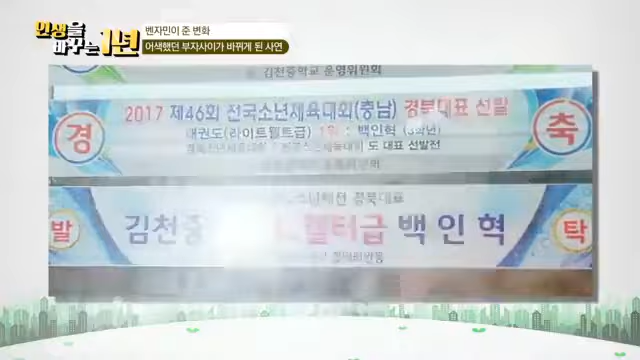 인생을
바꾸는 1년
벤자민이 준 변화
어색했던 부자사이가 바뀌게 된 사연
김천중학교 운영위원회
2017 제46회 전국소년체육대회(충남) 경북대표 선발
경
태권도(라이트웰트급) 1위 : 백인혁 (3학년)
축
도 대표 선발전
경북대표
발
김천중
웰터급 백인혁
탁